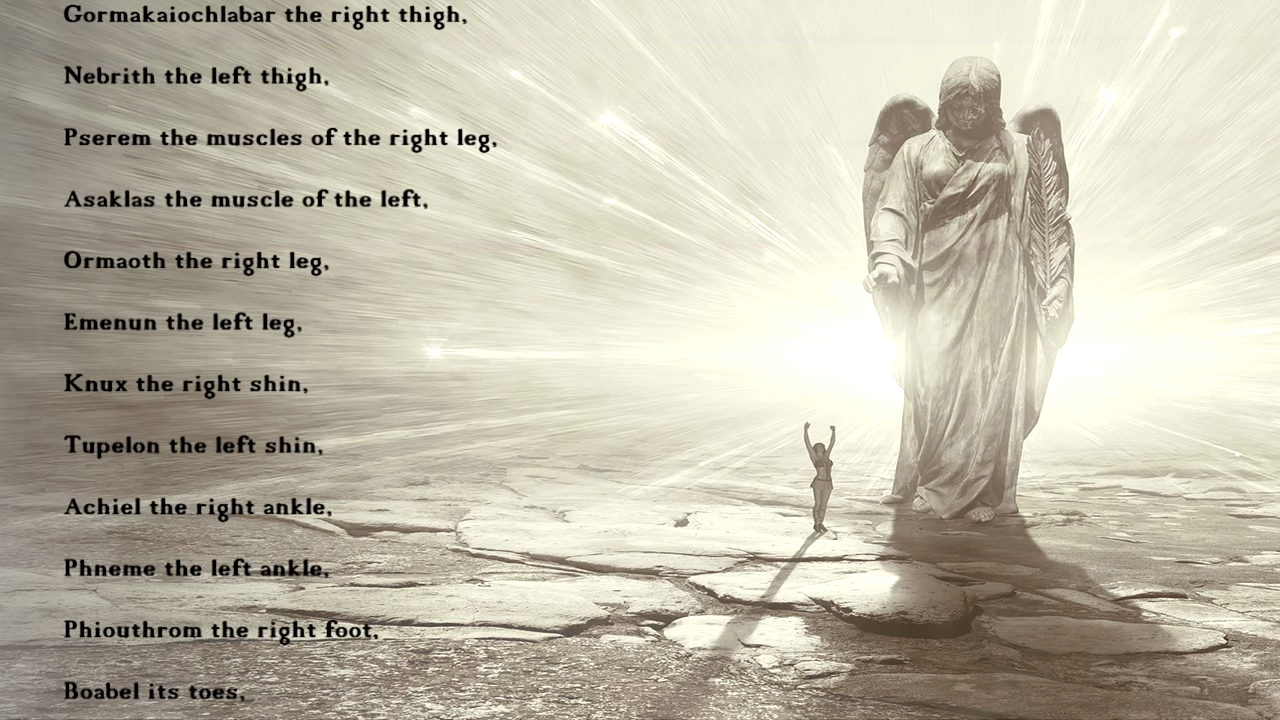 Gormakaiochlabar the right thigh,
Nebrith the left thigh,
Pserem the muscles of the right leg,
Asaklas the muscle of the left,
Ormaoth the right leg,
Emenun the left leg,
Knux the right shin,
Tupelon the left shin,
Achiel the right ankle,
Phneme the left ankle,
Phiouthrom the right foot,
Boabel its toes,